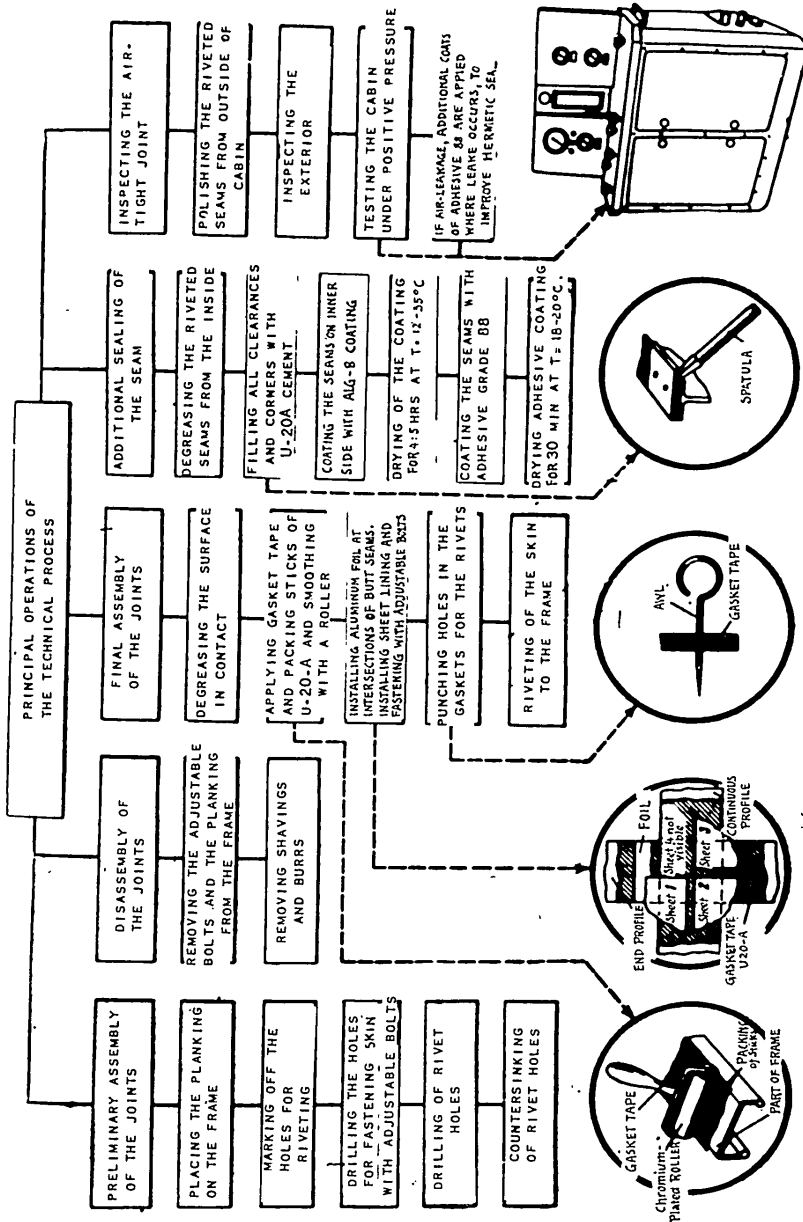 PRINCIPAL OPERATIONS OF
THE TECHNICAL PROCESS
PRELIMINARY ASSEMBLY
OF THE JOINTS
PLACING THE PLANKING
ON THE FRAME
MARKING OFF THE
HOLES FOR
RIVETING
DRILLING THE HOLES
FOR FASTENING SKIN
WITH ADJUSTABLE BOLTS
DRILLING OF RIVET
HOLES
COUNTERSINKING
OF RIVET HOLES
DISASSEMBLY OF
THE JOINTS
REMOVING THE ADJUSTABLE
BOLTS AND THE PLANKING
FROM THE FRAME
REMOVING SHAVINGS
AND BURRS
FINAL ASSEMBLY
OF THE JOINTS
DEGREASING THE SURFACE
IN CONTACT
APPLYING GASKET TAPE
AND PACKING STICKS OF
U-20-A AND SMOOTHING
WITH A ROLLER
INSTALLING ALUMINUM FOIL AT
INTERSECTIONS OF BUTT SEAMS.
INSTALLING SHEET LINING AND
FASTENING WITH ADJUSTABLE BOLTS
PUNCHING HOLES IN THE
GASKETS FOR THE RIVETS
RIVETING OF THE SKIN
TO THE FRAME
ADDITIONAL SEALING OF
THE SEAM
DEGREASING THE RIVETED
SEAMS FROM THE INSIDE
FILLING ALL CLEARANCES
AND CORNERS WITH
U-20A CEMENT
COATING THE SEAMS ON INNER
SIDE WITH ALG-8 COATING
DRYING OF THE COATING
FOR 4:5 HRS AT T=12-35°C
COATING THE SEAMS WITH
ADHESIVE GRADE 88
DRYING ADHESIVE COATING
FOR 30 MIN AT T=18-20°C.
INSPECTING THE AIR-
TIGHT JOINT
POLISHING THE RIVETED
SEAMS FROM OUTSIDE OF
CABIN
INSPECTING THE
EXTERIOR
TESTING THE CABIN
UNDER POSITIVE PRESSURE
IF AIR-LEAKAGE, ADDITIONAL COATS
OF ADHESIVE 88 ARE APPLIED
WHERE LEAKE OCCURS, TO
IMPROVE HERMETIC SEA
GASKET TAPE
Chromium-
Plated ROLLER
PACKING
of sticks
PART OF FRAME
END PROFILE
FOIL
Sheet 1
Sheet 4 not
visible
Sheet 2
Sheet 3
CONTINUOUS
PROFILE
GASKET TAPE
U20-A
AWL
GASKET TAPE
SPATULA